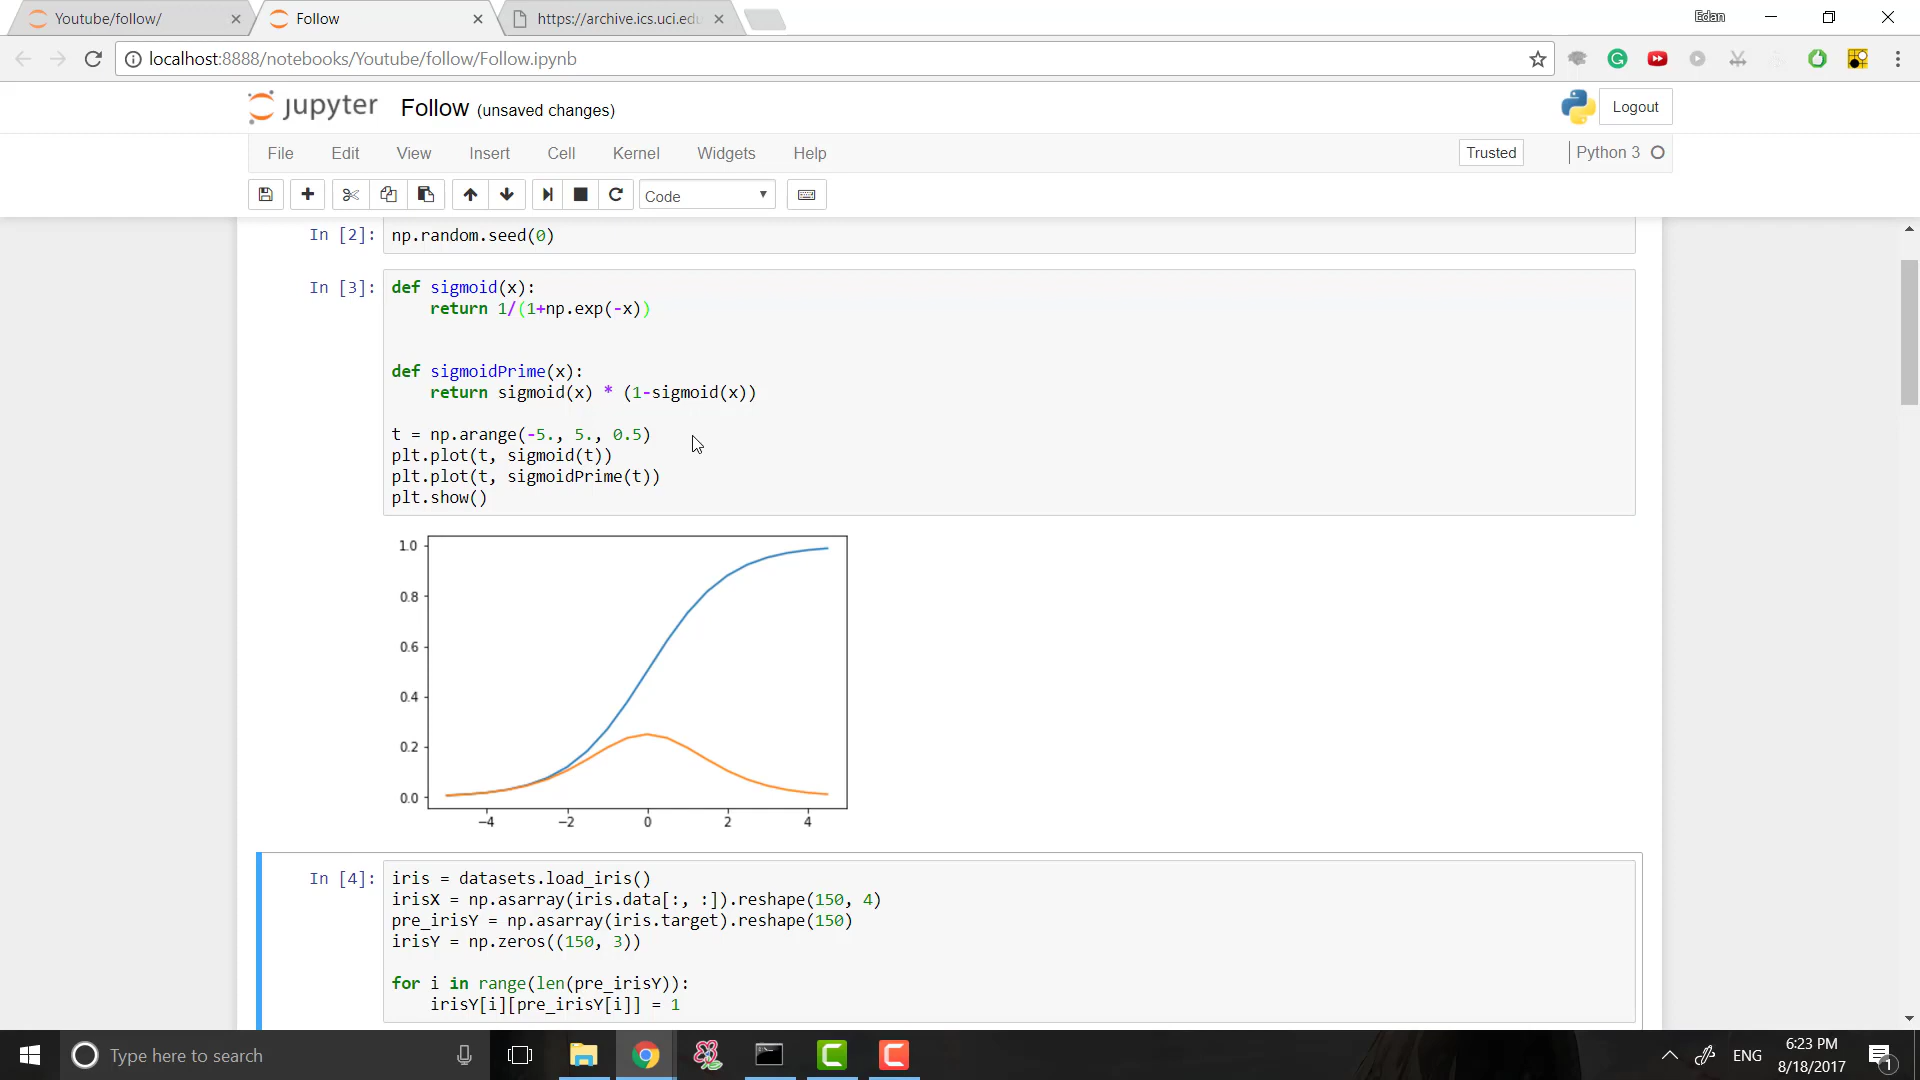 Youtube/follow/
Follow
https://archive.ics.uci.edu
Edan
localhost:8888/notebooks/Youtube/follow/Follow.ipynb
jupyter
Follow (unsaved changes)
Logout
File Edit View Insert Cell Kernel Widgets Help
Trusted
Python 3
Code
In [2]: np.random.seed(0)
In [3]: def sigmoid(x):
return 1/(1+np.exp(-x))
def sigmoidPrime(x):
return sigmoid(x) * (1-sigmoid(x))
t = np.arange(-5., 5., 0.5)
plt.plot(t, sigmoid(t))
plt.plot(t, sigmoidPrime(t))
plt.show()
1.0
0.8
0.6
0.4
0.2
0.0
−4 −2 0 2 4
In [4]: iris = datasets.load_iris()
irisX = np.asarray(iris.data[:, :]).reshape(150, 4)
pre_irisY = np.asarray(iris.target).reshape(150)
irisY = np.zeros((150, 3))
for i in range(len(pre_irisY)):
irisY[i][pre_irisY[i]] = 1
Type here to search
ENG
6:23 PM
8/18/2017
1